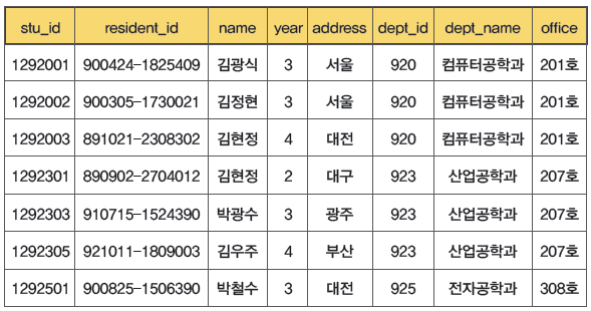 stu_id resident_id name year address dept_id dept_name office
1292001 900424-1825409 김광식 3 서울 920 컴퓨터공학과 201호
1292002 900305-1730021 김정현 3 서울 920 컴퓨터공학과 201호
1292003 891021-2308302 김현정 4 대전 920 컴퓨터공학과 201호
1292301 890902-2704012 김현정 2 대구 923 산업공학과 207호
1292303 910715-1524390 박광수 3 광주 923 산업공학과 207호
1292305 921011-1809003 김우주 4 부산 923 산업공학과 207호
1292501 900825-1506390 박철수 3 대전 925 전자공학과 308호